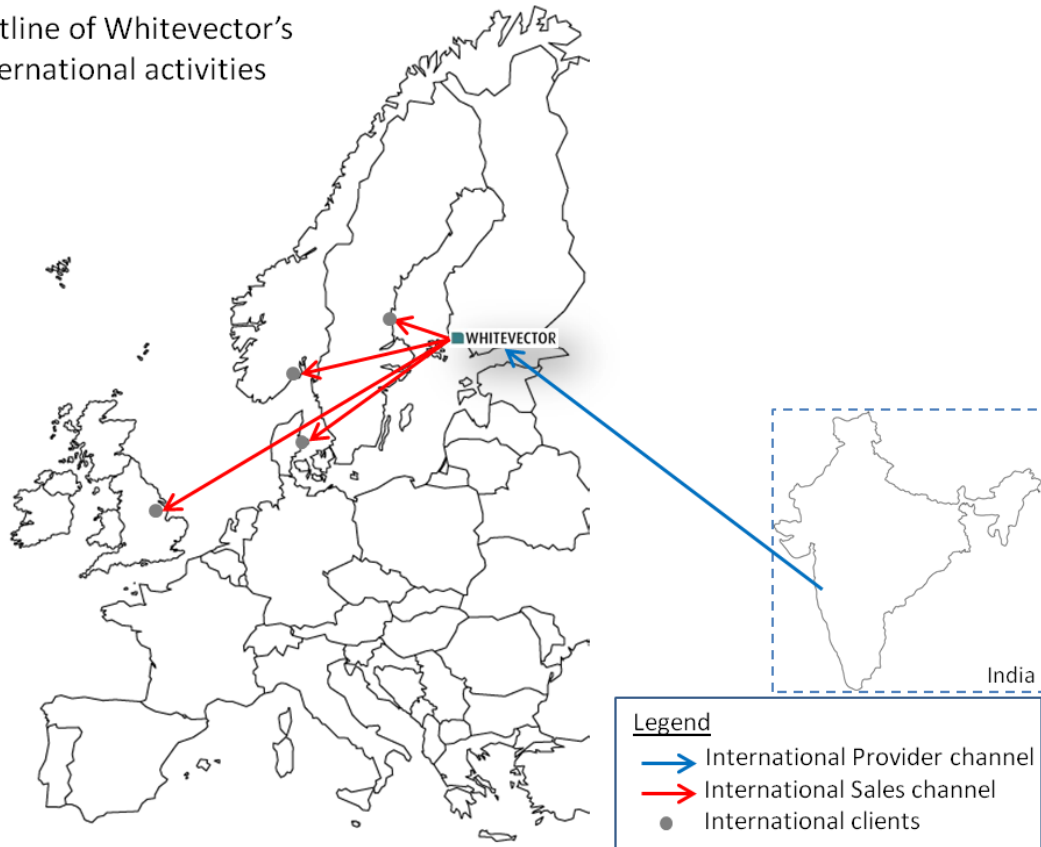 tline of Whitevector's
ernational activities
WHITEVECTOR
India
Legend
International Provider channel
International Sales channel
International clients